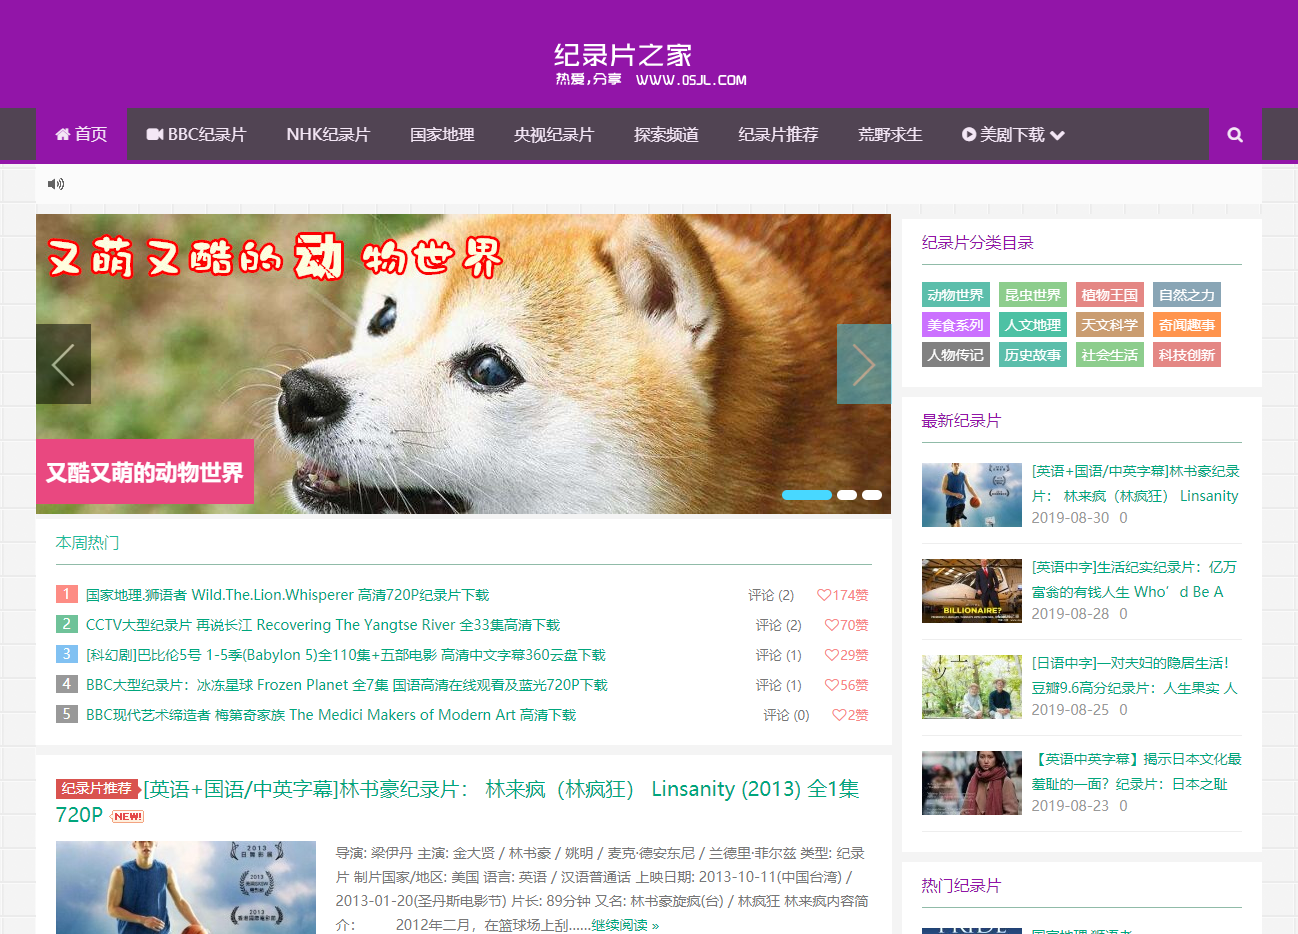 纪录片之家
热爱,分享 WWW.OSJL.COM
首页 BBC纪录片 NHK纪录片 国家地理 央视纪录片 探索频道 纪录片推荐 荒野求生 美剧下载
又萌又酷的动物世界
又酷又萌的动物世界
本周热门
1 国家地理.狮语者 Wild.The.Lion.Whisperer 高清720P纪录片下载 评论 (2) 174赞
2 CCTV大型纪录片 再说长江 Recovering The Yangtse River 全33集高清下载 评论 (2) 70赞
3 [科幻剧]巴比伦5号 1-5季(Babylon 5)全110集+五部电影 高清中文字幕360云盘下载 评论 (1) 29赞
4 BBC大型纪录片：冰冻星球 Frozen Planet 全7集 国语高清在线观看及蓝光720P下载 评论 (1) 56赞
5 BBC现代艺术缔造者 梅第奇家族 The Medici Makers of Modern Art 高清下载 评论 (0) 2赞
纪录片推荐 [英语+国语/中英字幕]林书豪纪录片： 林来疯（林疯狂） Linsanity (2013) 全1集
720P NEW!
导演: 梁伊丹 主演: 金大贤 / 林书豪 / 姚明 / 麦克·德安东尼 / 兰德里·菲尔兹 类型: 纪录
片 制片国家/地区: 美国 语言: 英语 / 汉语普通话 上映日期: 2013-10-11(中国台湾) /
2013-01-20(圣丹斯电影节) 片长: 89分钟 又名: 林书豪旋疯(台) / 林疯狂 林来疯内容简
介： 2012年二月，在篮球场上刮......继续阅读 »
纪录片分类目录
动物世界 昆虫世界 植物王国 自然之力
美食系列 人文地理 天文科学 奇闻趣事
人物传记 历史故事 社会生活 科技创新
最新纪录片
[英语+国语/中英字幕]林书豪纪录
片： 林来疯（林疯狂） Linsanity
2019-08-30 0
BILLIONAIRE?
[英语中字]生活纪实纪录片：亿万
富翁的有钱人生 Who’d Be A
2019-08-28 0
[日语中字]一对夫妇的隐居生活！
豆瓣9.6高分纪录片：人生果实 人
2019-08-25 0
【英语中英字幕】揭示日本文化最
羞耻的一面？纪录片：日本之耻
2019-08-23 0
热门纪录片